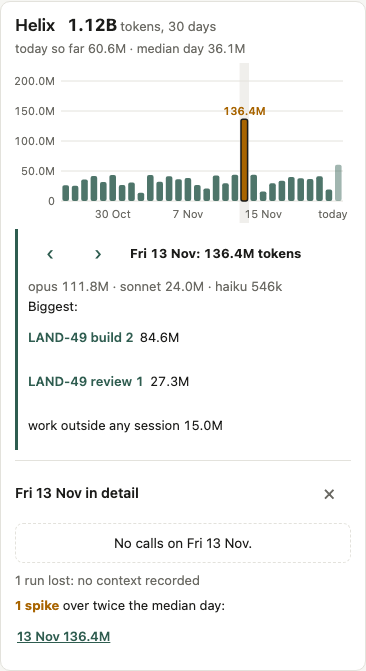 Helix 1.12B tokens, 30 days
today so far 60.6M · median day 36.1M
200.0M
150.0M
136.4M
100.0M
50.0M
0
30 Oct 7 Nov 15 Nov today
‹ › Fri 13 Nov: 136.4M tokens
opus 111.8M · sonnet 24.0M · haiku 546k
Biggest:
LAND-49 build 2 84.6M
LAND-49 review 1 27.3M
work outside any session 15.0M
Fri 13 Nov in detail ×
No calls on Fri 13 Nov.
1 run lost: no context recorded
1 spike over twice the median day:
13 Nov 136.4M